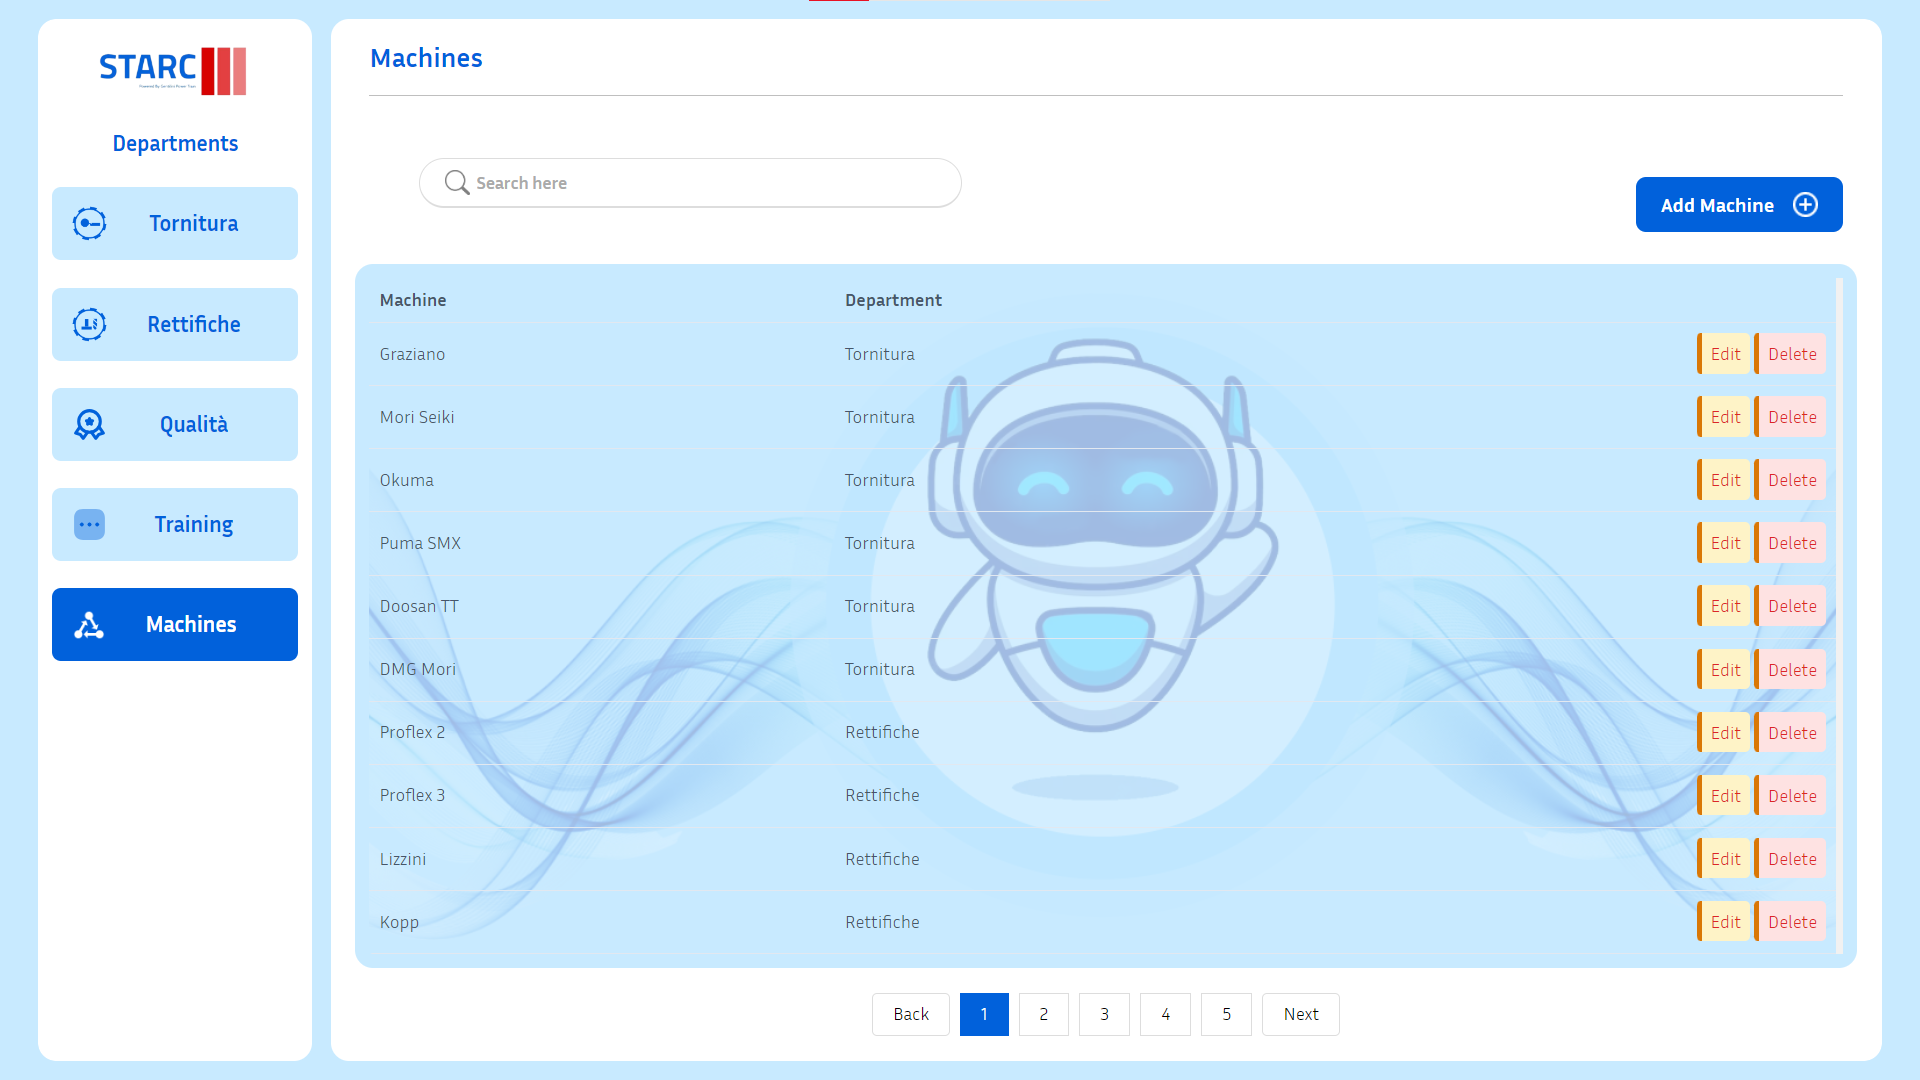 STARC
Departments
Tornitura
Rettifiche
Qualità
Training
Machines
Machines
Search here
Add Machine
Machine Department
Graziano Tornitura Edit Delete
Mori Seiki Tornitura Edit Delete
Okuma Tornitura Edit Delete
Puma SMX Tornitura Edit Delete
Doosan TT Tornitura Edit Delete
DMG Mori Tornitura Edit Delete
Proflex 2 Rettifiche Edit Delete
Proflex 3 Rettifiche Edit Delete
Lizzini Rettifiche Edit Delete
Kopp Rettifiche Edit Delete
Back 1 2 3 4 5 Next